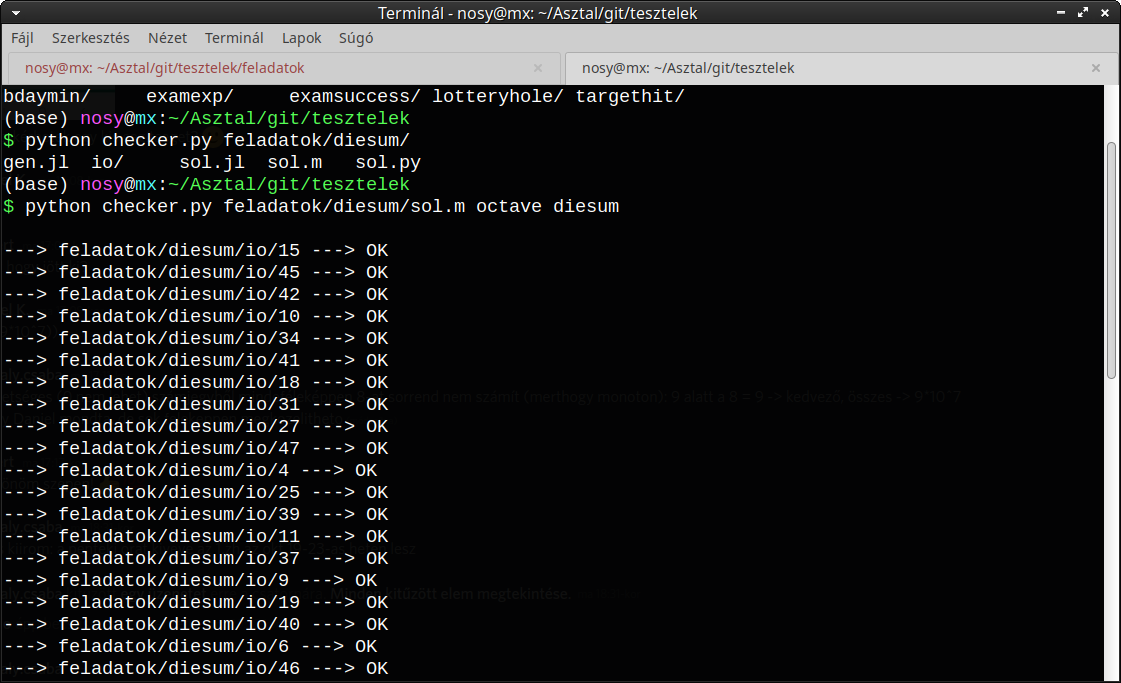 Terminál - nosy@mx: ~/Asztal/git/tesztelek
Fájl Szerkesztés Nézet Terminál Lapok Súgó
nosy@mx: ~/Asztal/git/tesztelek/feladatok × nosy@mx: ~/Asztal/git/tesztelek ×
bdaymin/ examexp/ examsuccess/ lotteryhole/ targethit/
(base) nosy@mx:~/Asztal/git/tesztelek
$ python checker.py feladatok/diesum/
gen.jl io/ sol.jl sol.m sol.py
(base) nosy@mx:~/Asztal/git/tesztelek
$ python checker.py feladatok/diesum/sol.m octave diesum
---> feladatok/diesum/io/15 ---> OK
---> feladatok/diesum/io/45 ---> OK
---> feladatok/diesum/io/42 ---> OK
---> feladatok/diesum/io/10 ---> OK
---> feladatok/diesum/io/34 ---> OK
---> feladatok/diesum/io/41 ---> OK
---> feladatok/diesum/io/18 ---> OK
---> feladatok/diesum/io/31 ---> OK
---> feladatok/diesum/io/27 ---> OK
---> feladatok/diesum/io/47 ---> OK
---> feladatok/diesum/io/4 ---> OK
---> feladatok/diesum/io/25 ---> OK
---> feladatok/diesum/io/39 ---> OK
---> feladatok/diesum/io/11 ---> OK
---> feladatok/diesum/io/37 ---> OK
---> feladatok/diesum/io/9 ---> OK
---> feladatok/diesum/io/19 ---> OK
---> feladatok/diesum/io/40 ---> OK
---> feladatok/diesum/io/6 ---> OK
---> feladatok/diesum/io/46 ---> OK